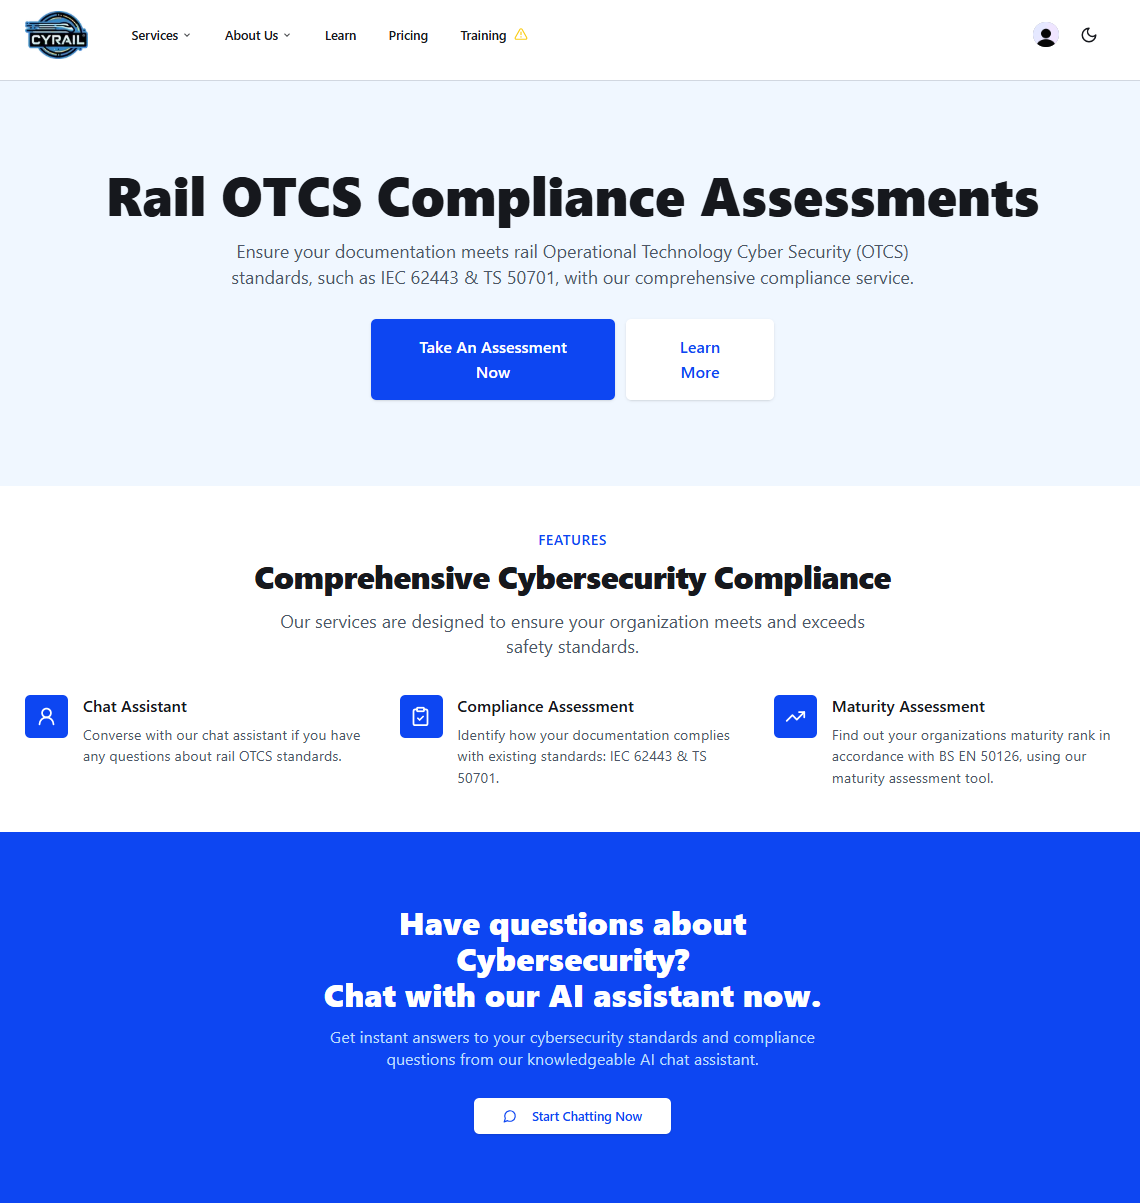 CYRAIL
Services
About Us
Learn
Pricing
Training
Rail OTCS Compliance Assessments
Ensure your documentation meets rail Operational Technology Cyber Security (OTCS)
standards, such as IEC 62443 & TS 50701, with our comprehensive compliance service.
Take An Assessment
Now
Learn
More
FEATURES
Comprehensive Cybersecurity Compliance
Our services are designed to ensure your organization meets and exceeds
safety standards.
Chat Assistant
Converse with our chat assistant if you have
any questions about rail OTCS standards.
Compliance Assessment
Identify how your documentation complies
with existing standards: IEC 62443 & TS
50701.
Maturity Assessment
Find out your organizations maturity rank in
accordance with BS EN 50126, using our
maturity assessment tool.
Have questions about
Cybersecurity?
Chat with our AI assistant now.
Get instant answers to your cybersecurity standards and compliance
questions from our knowledgeable AI chat assistant.
Start Chatting Now